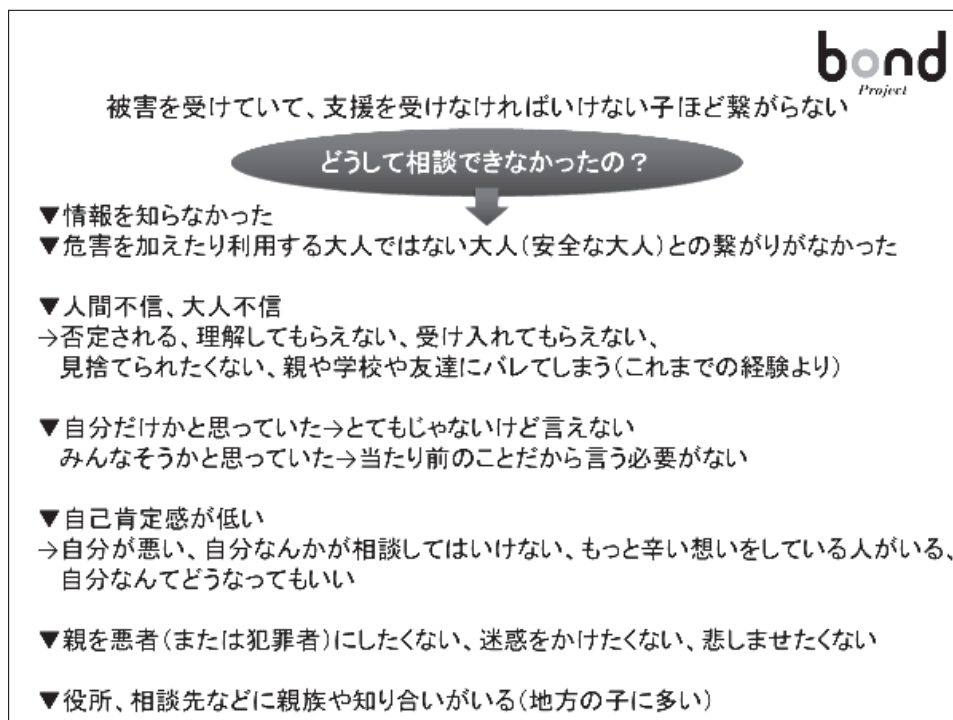 bond
Project
被害を受けていて、支援を受けなければいけない子ほど繋がらない
どうして相談できなかったの？
▼情報を知らなかった
▼危害を加えたり利用する大人ではない大人（安全な大人）との繋がりがなかった
▼人間不信、大人不信
→否定される、理解してもらえない、受け入れてもらえない、
見捨てられたくない、親や学校や友達にバレてしまう（これまでの経験より）
▼自分だけかと思っていた→とてもじゃないけど言えない
みんなそうかと思っていた→当たり前のことだから言う必要がない
▼自己肯定感が低い
→自分が悪い、自分なんかが相談してはいけない、もっと辛い想いをしている人がいる、
自分なんてどうなってもいい
▼親を悪者（または犯罪者）にしたくない、迷惑をかけたくない、悲しませたくない
▼役所、相談先などに親族や知り合いがいる（地方の子に多い）